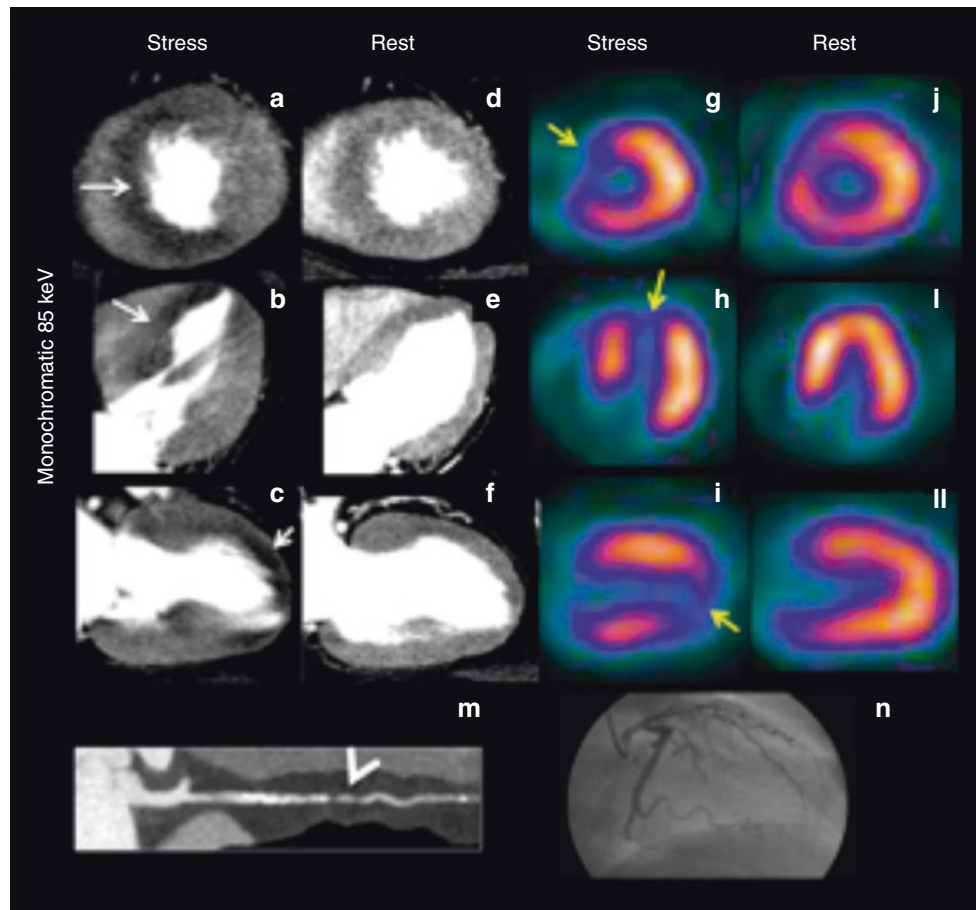 Stress Rest Stress Rest
Monochromatic 85 keV
a d g j
b e h l
c f i ll
m n